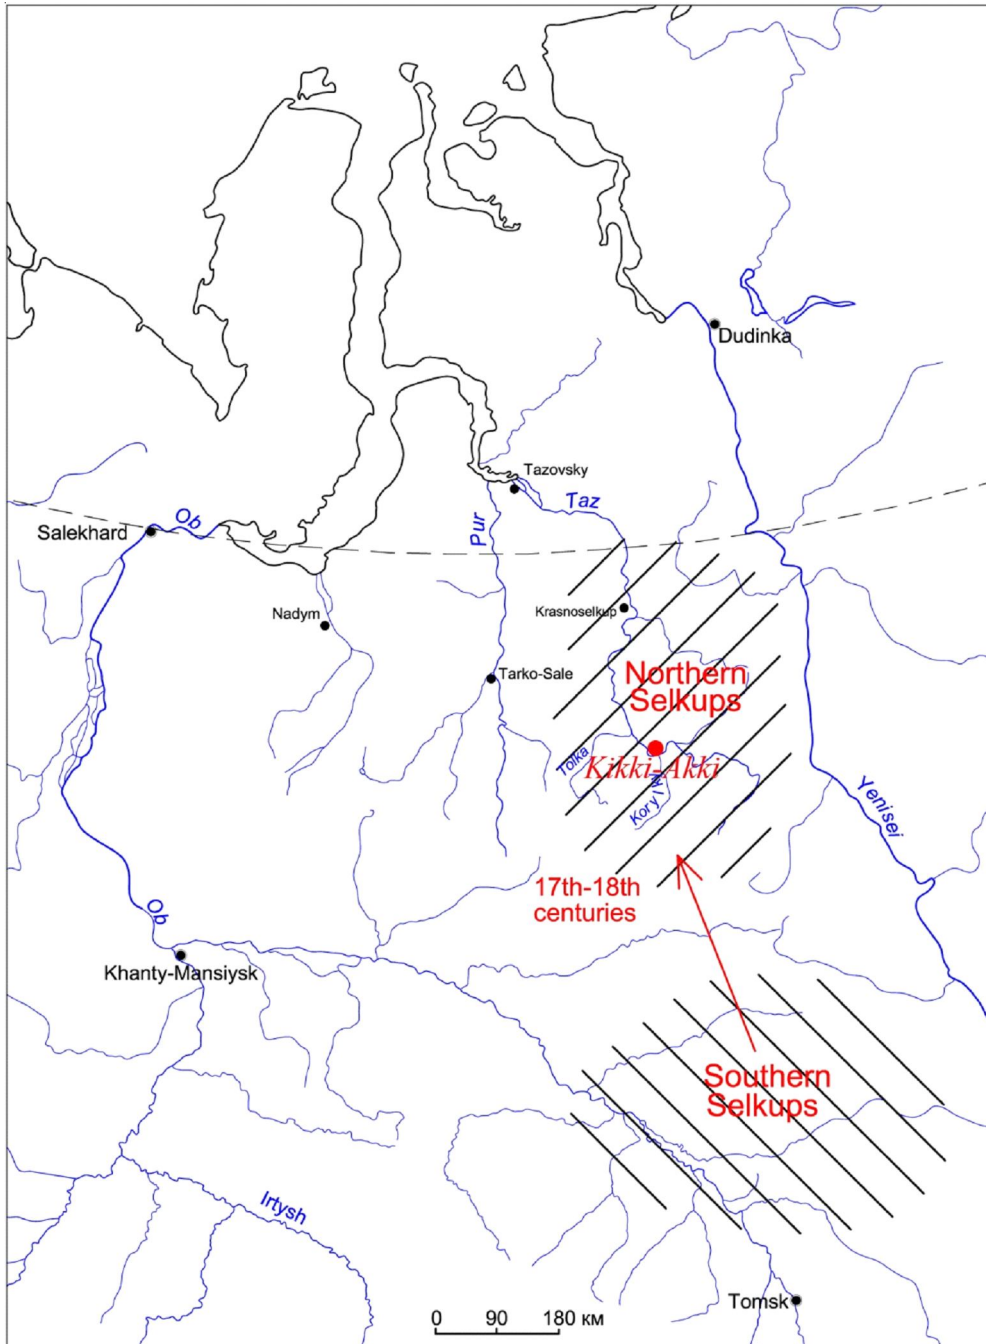 Dudinka
Tazovsky
Taz
Ob
Salekhard
Pur
Nadym
Krasnoselkup
Tarko-Sale
Northern
Selkups
Tolka
Kikki-Akki
Yenisei
17th-18th
centuries
Ob
Khanty-Mansiysk
Southern
Selkups
Irtysh
Tomsk
0 90 180 км